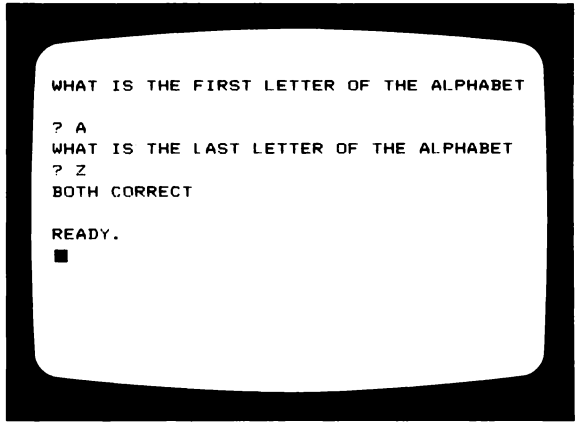 WHAT IS THE FIRST LETTER OF THE ALPHABET
? A
WHAT IS THE LAST LETTER OF THE ALPHABET
? Z
BOTH CORRECT
READY.